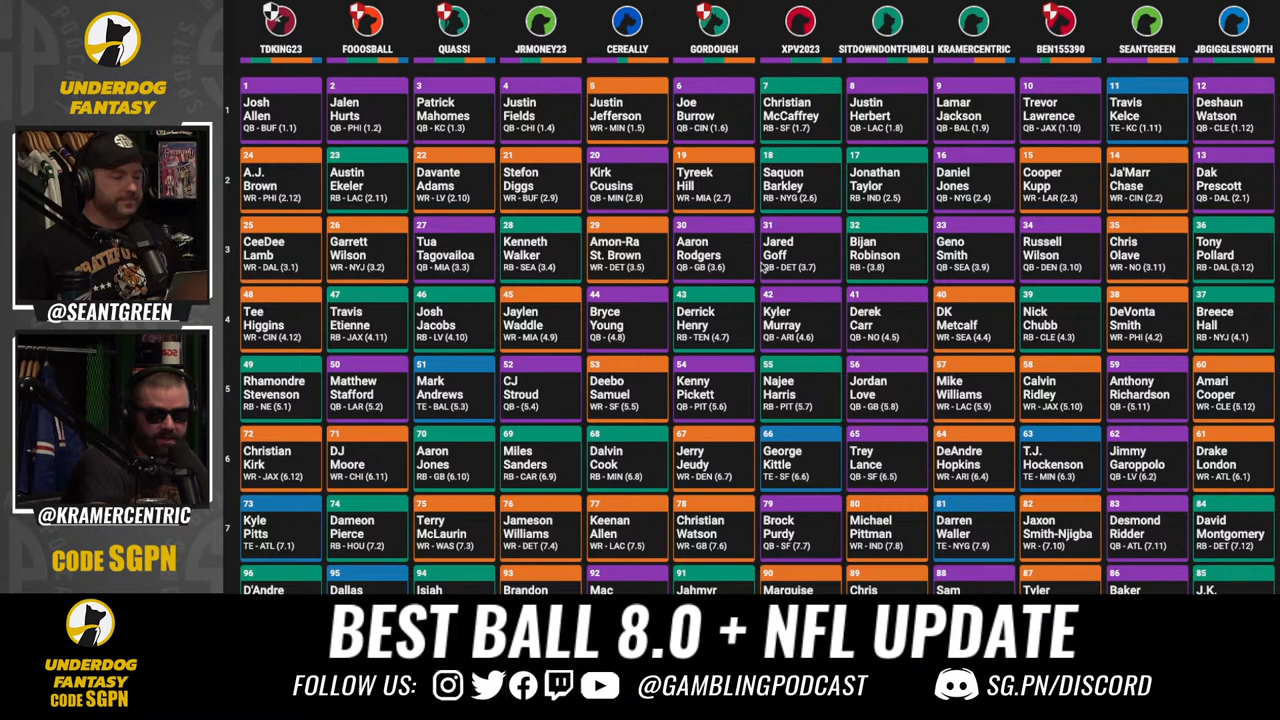 UNDERDOG
FANTASY
@SEANTGREEN
@KRAMERCENTRIC
CODE SGPN
TDKING23 FOOOSBALL QUASSI JRMONEY23 CEREALLY GORDOUGH XPV2023 SITDOWNDONTFUMBLI KRAMERCENTRIC BEN155390 SEANTGREEN JBGIGGLESWORTH
1 2 3 4 5 6 7 8 9 10 11 12
1
Josh Jalen Patrick Justin Justin Joe Christian Justin Lamar Trevor Travis Deshaun
Allen Hurts Mahomes Fields Jefferson Burrow McCaffrey Herbert Jackson Lawrence Kelce Watson
QB - BUF (1.1) QB - PHI (1.2) QB - KC (1.3) QB - CHI (1.4) WR - MIN (1.5) QB - CIN (1.6) RB - SF (1.7) QB - LAC (1.8) QB - BAL (1.9) QB - JAX (1.10) TE - KC (1.11) QB - CLE (1.12)
24 23 22 21 20 19 18 17 16 15 14 13
2
A.J. Austin Davante Stefon Kirk Tyreek Saquon Jonathan Daniel Cooper Ja'Marr Dak
Brown Ekeler Adams Diggs Cousins Hill Barkley Taylor Jones Kupp Chase Prescott
WR - PHI (2.12) RB - LAC (2.11) WR - LV (2.10) WR - BUF (2.9) QB - MIN (2.8) WR - MIA (2.7) RB - NYG (2.6) RB - IND (2.5) QB - NYG (2.4) WR - LAR (2.3) WR - CIN (2.2) QB - DAL (2.1)
25 26 27 28 29 30 31 32 33 34 35 36
3
CeeDee Garrett Tua Kenneth Amon-Ra Aaron Jared Bijan Geno Russell Chris Tony
Lamb Wilson Tagovailoa Walker St. Brown Rodgers Goff Robinson Smith Wilson Olave Pollard
WR - DAL (3.1) WR - NYJ (3.2) QB - MIA (3.3) RB - SEA (3.4) WR - DET (3.5) QB - GB (3.6) QB - DET (3.7) RB - (3.8) QB - SEA (3.9) QB - DEN (3.10) WR - NO (3.11) RB - DAL (3.12)
48 47 46 45 44 43 42 41 40 39 38 37
4
Tee Travis Josh Jaylen Bryce Derrick Kyler Derek DK Nick DeVonta Breece
Higgins Etienne Jacobs Waddle Young Henry Murray Carr Metcalf Chubb Smith Hall
WR - CIN (4.12) RB - JAX (4.11) RB - LV (4.10) WR - MIA (4.9) QB - (4.8) RB - TEN (4.7) QB - ARI (4.6) QB - NO (4.5) WR - SEA (4.4) RB - CLE (4.3) WR - PHI (4.2) RB - NYJ (4.1)
49 50 51 52 53 54 55 56 57 58 59 60
5
Rhamondre Matthew Mark CJ Deebo Kenny Najee Jordan Mike Calvin Anthony Amari
Stevenson Stafford Andrews Stroud Samuel Pickett Harris Love Williams Ridley Richardson Cooper
RB - NE (5.1) QB - LAR (5.2) TE - BAL (5.3) QB - (5.4) WR - SF (5.5) QB - PIT (5.6) RB - PIT (5.7) QB - GB (5.8) WR - LAC (5.9) WR - JAX (5.10) QB - (5.11) WR - CLE (5.12)
72 71 70 69 68 67 66 65 64 63 62 61
6
Christian DJ Aaron Miles Dalvin Jerry George Trey DeAndre T.J. Jimmy Drake
Kirk Moore Jones Sanders Cook Jeudy Kittle Lance Hopkins Hockenson Garoppolo London
WR - JAX (6.12) WR - CHI (6.11) RB - GB (6.10) RB - CAR (6.9) RB - MIN (6.8) WR - DEN (6.7) TE - SF (6.6) QB - SF (6.5) WR - ARI (6.4) TE - MIN (6.3) QB - LV (6.2) WR - ATL (6.1)
73 74 75 76 77 78 79 80 81 82 83 84
7
Kyle Dameon Terry Jameson Keenan Christian Brock Michael Darren Jaxon Desmond David
Pitts Pierce McLaurin Williams Allen Watson Purdy Pittman Waller Smith-Njigba Ridder Montgomery
TE - ATL (7.1) RB - HOU (7.2) WR - WAS (7.3) WR - DET (7.4) WR - LAC (7.5) WR - GB (7.6) QB - SF (7.7) WR - IND (7.8) TE - NYG (7.9) WR - (7.10) QB - ATL (7.11) RB - DET (7.12)
96 95 94 93 92 91 90 89 88 87 86 85
D'Andre Dallas Isiah Brandon Mac Jahmyr Marquise Chris Sam Tyler Baker J.K.
UNDERDOG
FANTASY
CODE SGPN
BEST BALL 8.0 + NFL UPDATE
FOLLOW US: @GAMBLINGPODCAST SG.PN/DISCORD